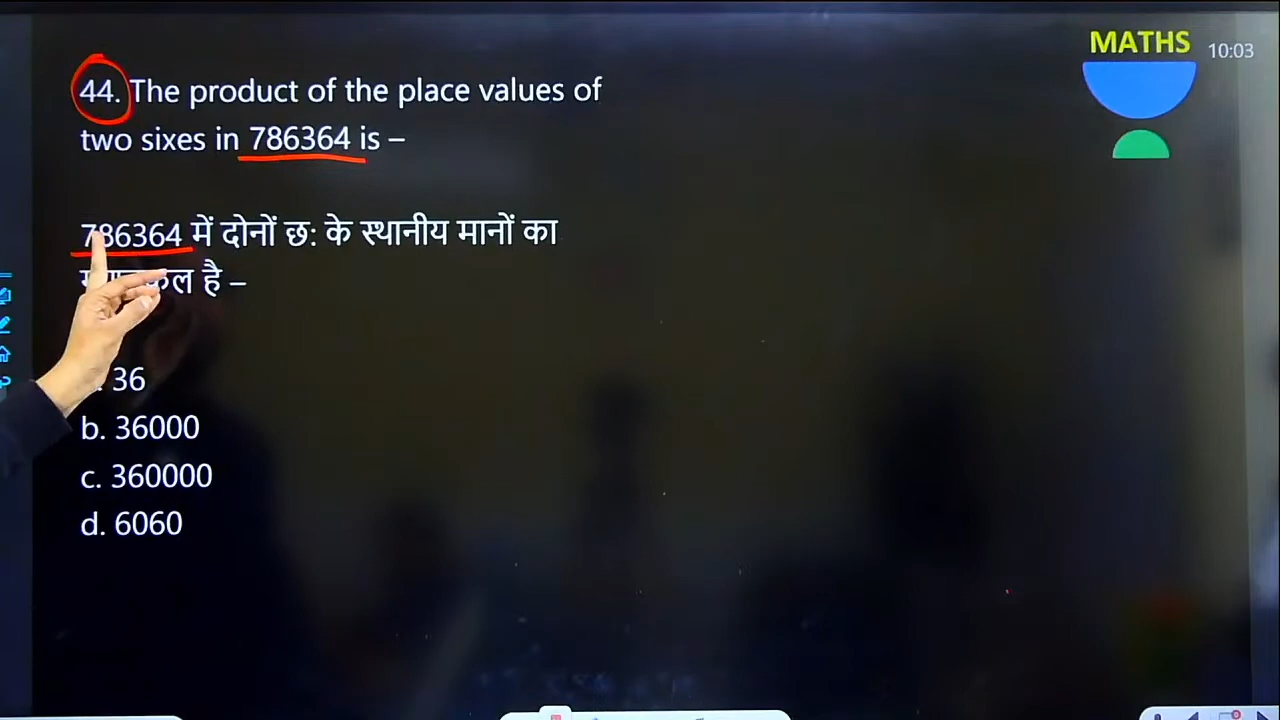 MATHS
10:03
44. The product of the place values of
two sixes in 786364 is –
786364 में दोनों छ: के स्थानीय मानों का
है –
36
b. 36000
c. 360000
d. 6060